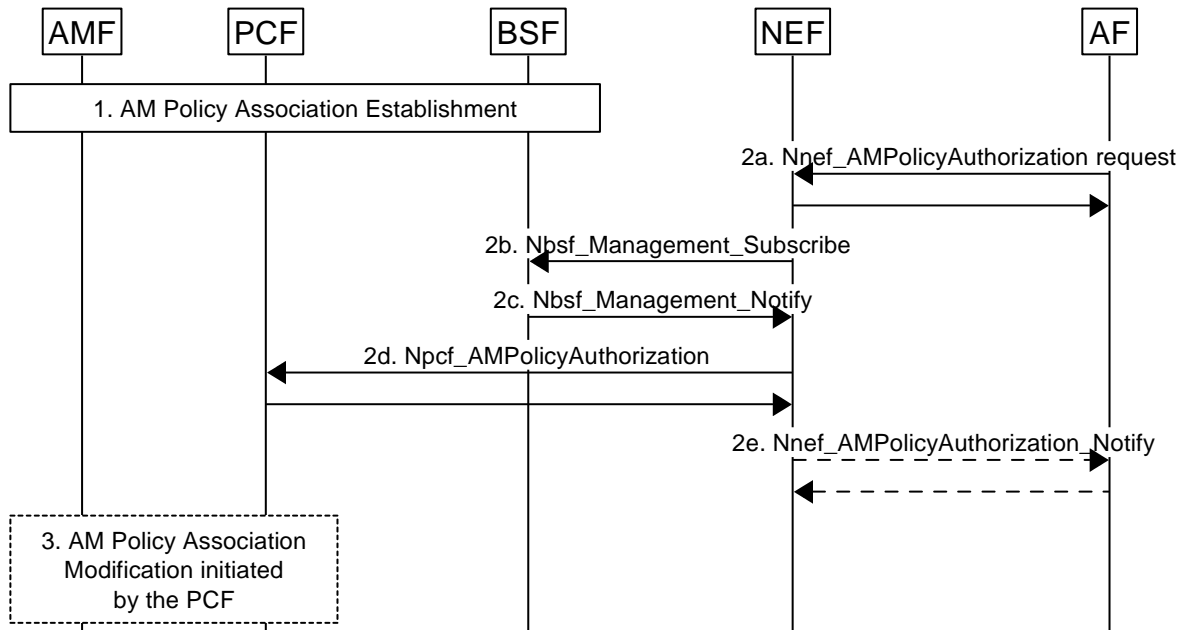 AMF PCF BSF NEF AF
1. AM Policy Association Establishment
2a. Nnef_AMPolicyAuthorization request
2b. Nbsf_Management_Subscribe
2c. Nbsf_Management_Notify
2d. Npcf_AMPolicyAuthorization
2e. Nnef_AMPolicyAuthorization_Notify
3. AM Policy Association
Modification initiated
by the PCF